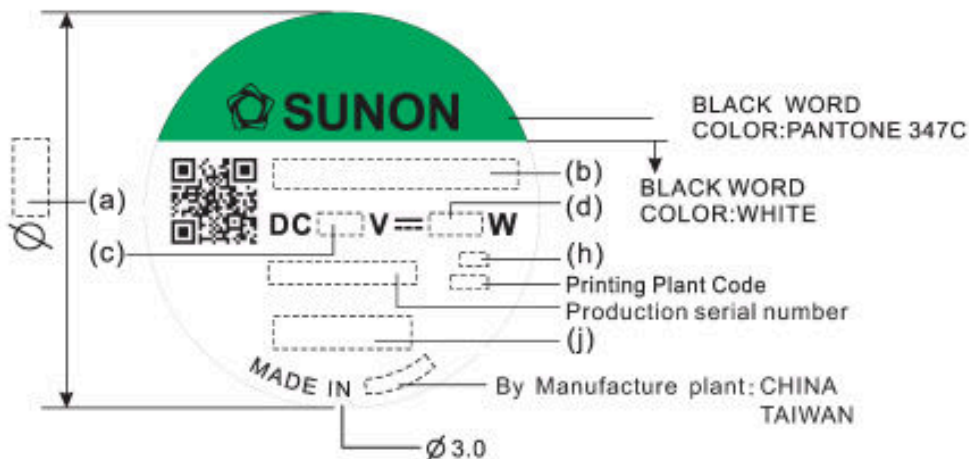 SUNON
BLACK WORD
COLOR:PANTONE 347C
(a)
(b)
BLACK WORD
COLOR:WHITE
Ø
DC V W
(d)
(c)
(h)
Printing Plant Code
Production serial number
(j)
MADE IN
By Manufacture plant: CHINA
TAIWAN
Ø3.0